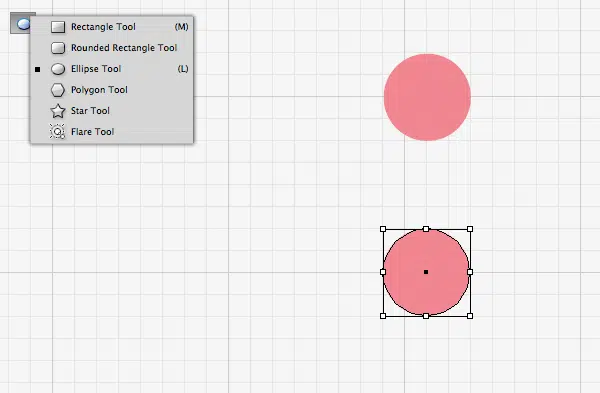 Rectangle Tool (M)
Rounded Rectangle Tool
Ellipse Tool (L)
Polygon Tool
Star Tool
Flare Tool